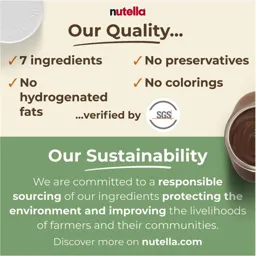 nutella
Our Quality...
✓7 ingredients
✓No preservatives
✓No
hydrogenated
fats
✓No colorings
...verified by
SGS
Our Sustainability
We are committed to a responsible
sourcing of our ingredients protecting the
environment and improving the livelihoods
of farmers and their communities.
Discover more on nutella.com